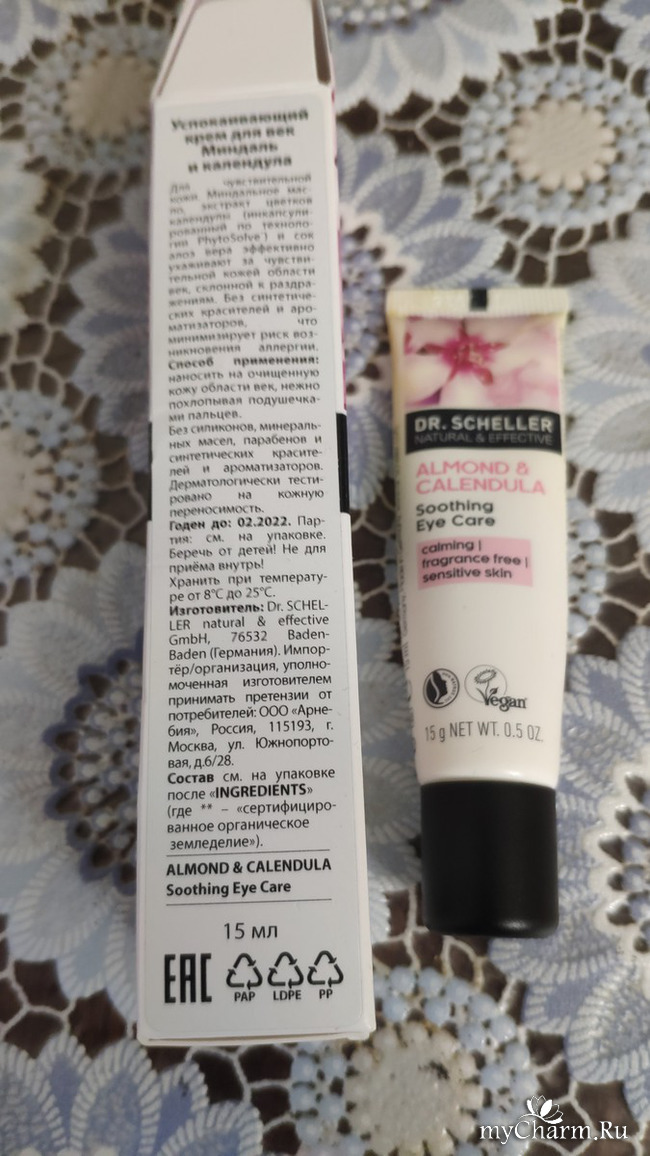 Успокаивающий
крем для век
Миндаль
и календула
Для чувствительной
кожи. Миндальное мас-
ло, экстракт цветков
календулы (инкапсули-
рованный по техноло-
гии PhytoSolve') и сок
алоэ вера эффективно
ухаживают за чувстви-
тельной кожей области
век, склонной к раздра-
жениям. Без синтетиче-
ских красителей и аро-
матизаторов, что
минимизирует риск воз-
никновения аллергии.
Способ применения:
наносить на очищенную
кожу области век, нежно
похлопывая подушечка-
ми пальцев.
Без силиконов, минераль-
ных масел, парабенов и
синтетических красите-
лей и ароматизаторов.
Дерматологически тести-
ровано на кожную
переносимость.
Годен до: 02.2022. Пар-
тия: см. на упаковке.
Беречь от детей! Не для
приёма внутрь!
Хранить при температу-
ре от 8°С до 25°С.
Изготовитель: Dr. SCHEL-
LER natural & effective
GmbH, 76532 Baden-
Baden (Германия). Импор-
тёр/организация, уполно-
моченная изготовителем
принимать претензии от
потребителей: ООО «Арне-
бия», Россия, 115193, г.
Москва, ул. Южнопорто-
вая, д.6/28.
Состав см. на упаковке
после «INGREDIENTS»
(где ** – «сертифициро-
ванное органическое
земледелие»).
ALMOND & CALENDULA
Soothing Eye Care
15 мл
EAC
PAP LDPE PP
DR. SCHELLER
NATURAL & EFFECTIVE
ALMOND &
CALENDULA
Soothing
Eye Care
calming |
fragrance free |
sensitive skin
Vegan
15 g NET WT. 0.5 OZ.
myCharm.Ru